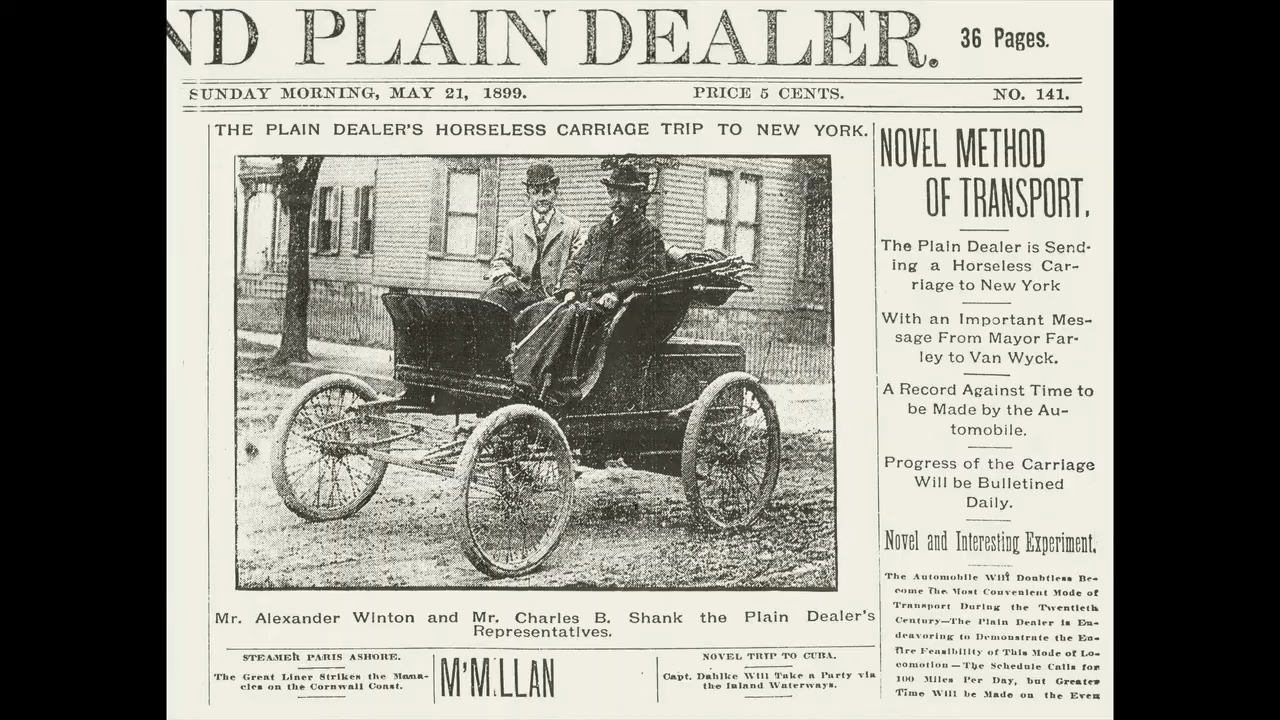 ND PLAIN DEALER.
36 Pages.
SUNDAY MORNING, MAY 21, 1899.
PRICE 5 CENTS.
NO. 141.
THE PLAIN DEALER'S HORSELESS CARRIAGE TRIP TO NEW YORK.
Mr. Alexander Winton and Mr. Charles B. Shank the Plain Dealer's
Representatives.
STEAMER PARIS ASHORE.
The Great Liner Strikes the Mana-
cles on the Cornwall Coast.
M'MILLAN
NOVEL TRIP TO CUBA.
Capt. Dahlke Will Take a Party via
the Inland Waterways.
NOVEL METHOD
OF TRANSPORT.
The Plain Dealer is Send-
ing a Horseless Car-
riage to New York
With an Important Mes-
sage From Mayor Far-
ley to Van Wyck.
A Record Against Time to
be Made by the Au-
tomobile.
Progress of the Carriage
Will be Bulletined
Daily.
Novel and Interesting Experiment.
The Automobile Will Doubtless Be-
come the Most Convenient Mode of
Transport During the Twentieth
Century—The Plain Dealer is En-
deavoring to Demonstrate the En-
tire Feasibility of This Mode of Lo-
comotion—The Schedule Calls for
100 Miles Per Day, but Greater
Time Will be Made on the Even